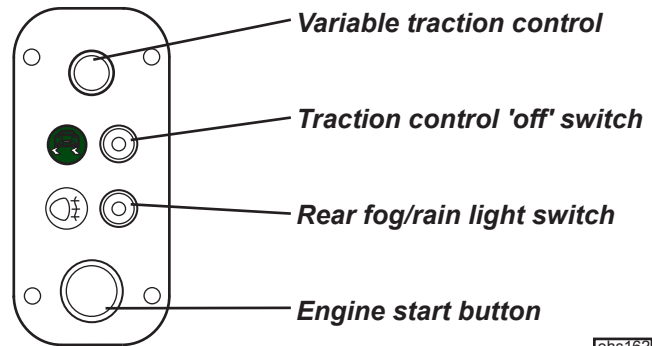 Variable traction control
Traction control 'off' switch
Rear fog/rain light switch
Engine start button